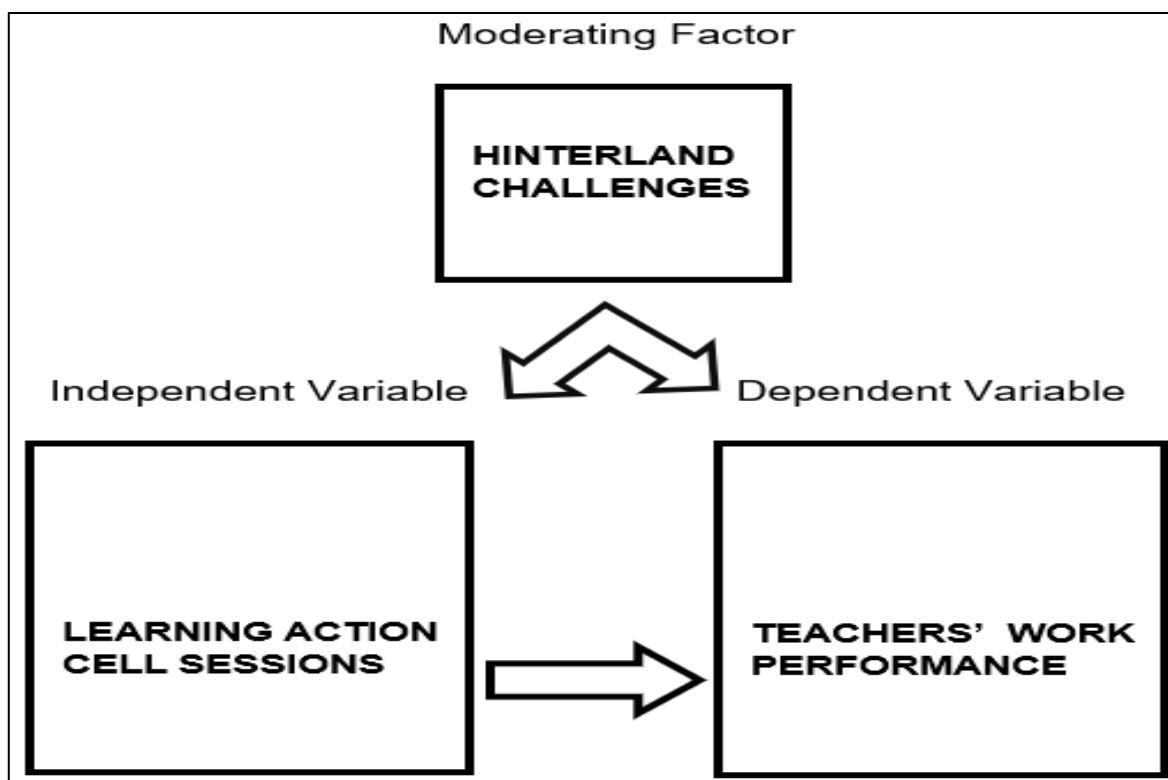 Moderating Factor
HINTERLAND
CHALLENGES
Independent Variable
Dependent Variable
LEARNING ACTION
CELL SESSIONS
TEACHERS’ WORK
PERFORMANCE